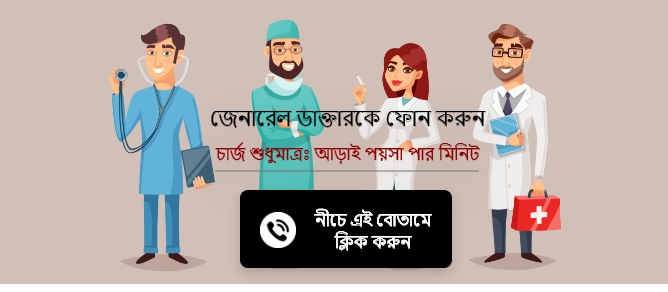 জেনারেল ডাক্তারকে ফোন করুন
চার্জ শুধুমাত্রঃ আড়াই পয়সা পার মিনিট
নীচে এই বোতামে
ক্লিক করুন